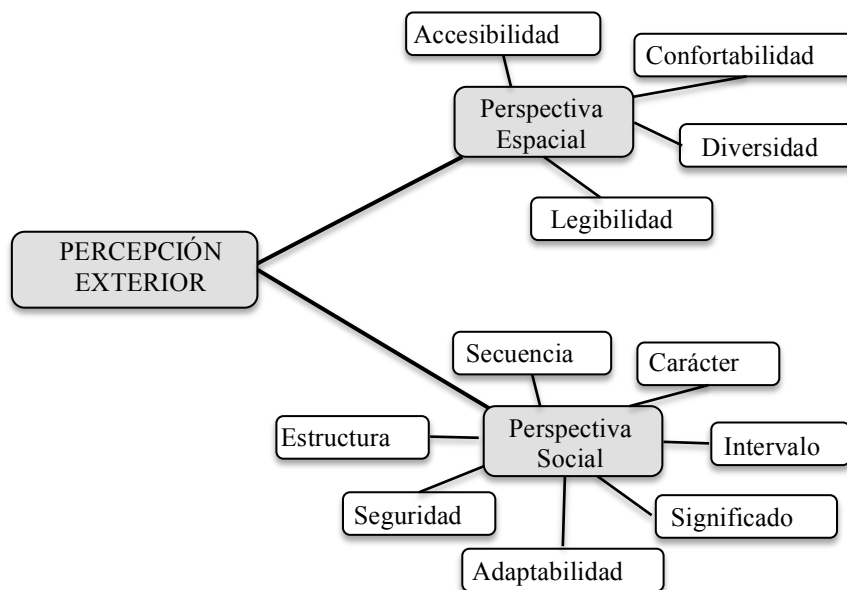 Accesibilidad
Confortabilidad
Perspectiva
Espacial
Diversidad
Legibilidad
PERCEPCIÓN
EXTERIOR
Secuencia
Carácter
Estructura
Perspectiva
Social
Intervalo
Seguridad
Significado
Adaptabilidad